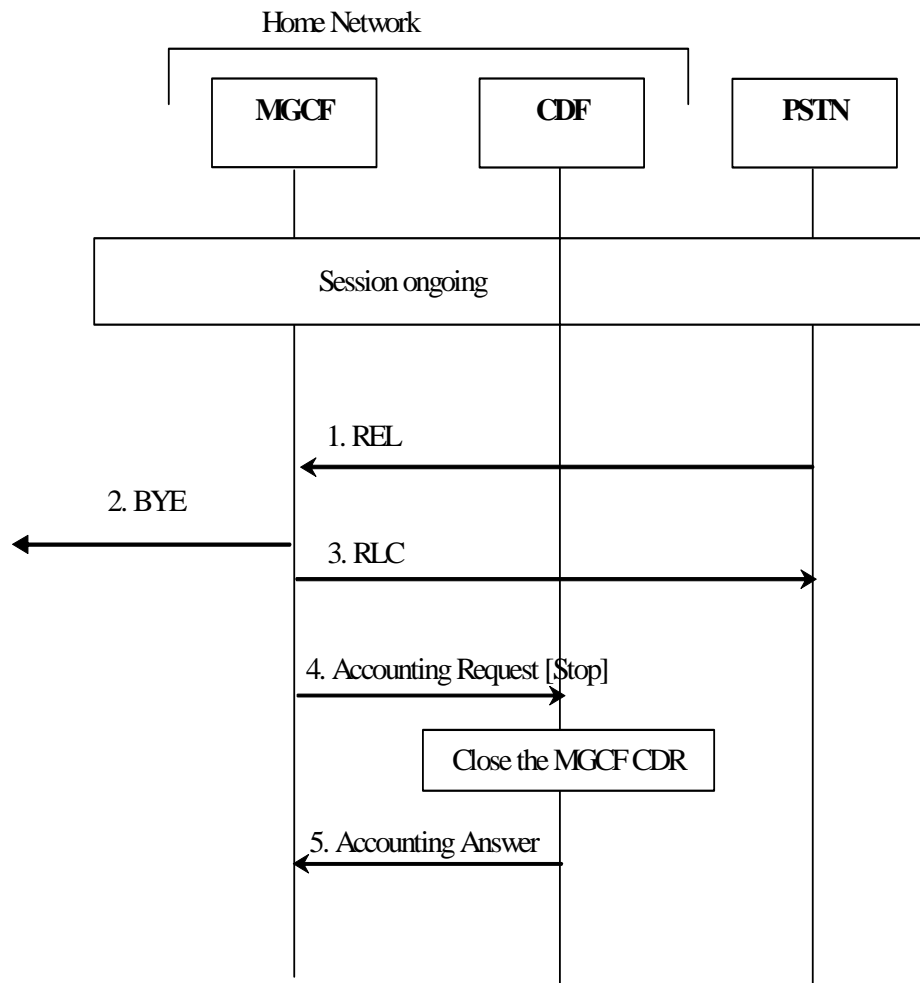 Home Network
MGCF
CDF
PSTN
Session ongoing
1. REL
2. BYE
3. RLC
4. Accounting Request [Stop]
Close the MGCF CDR
5. Accounting Answer